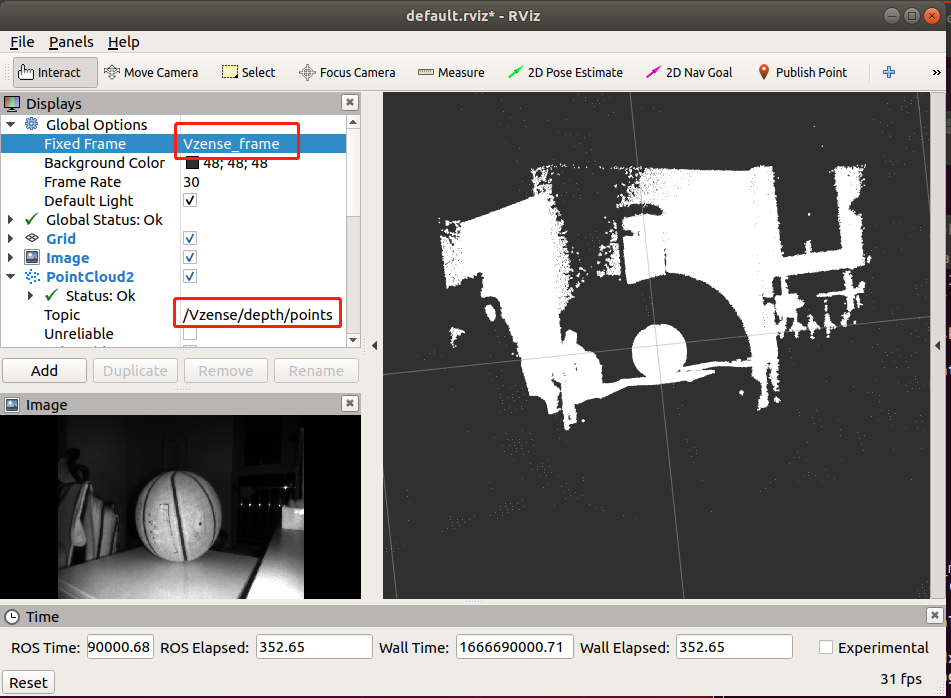 default.rviz* - RViz
File Panels Help
Interact Move Camera Select Focus Camera Measure 2D Pose Estimate 2D Nav Goal Publish Point »
Displays
Global Options
Fixed Frame Vzense_frame
Background Color 48; 48; 48
Frame Rate 30
Default Light
Global Status: Ok
Grid
Image
PointCloud2
Status: Ok
Topic /Vzense/depth/points
Unreliable
Add Duplicate Remove Rename
Image
Time
ROS Time: 90000.68 ROS Elapsed: 352.65 Wall Time: 1666690000.71 Wall Elapsed: 352.65 Experimental
Reset 31 fps